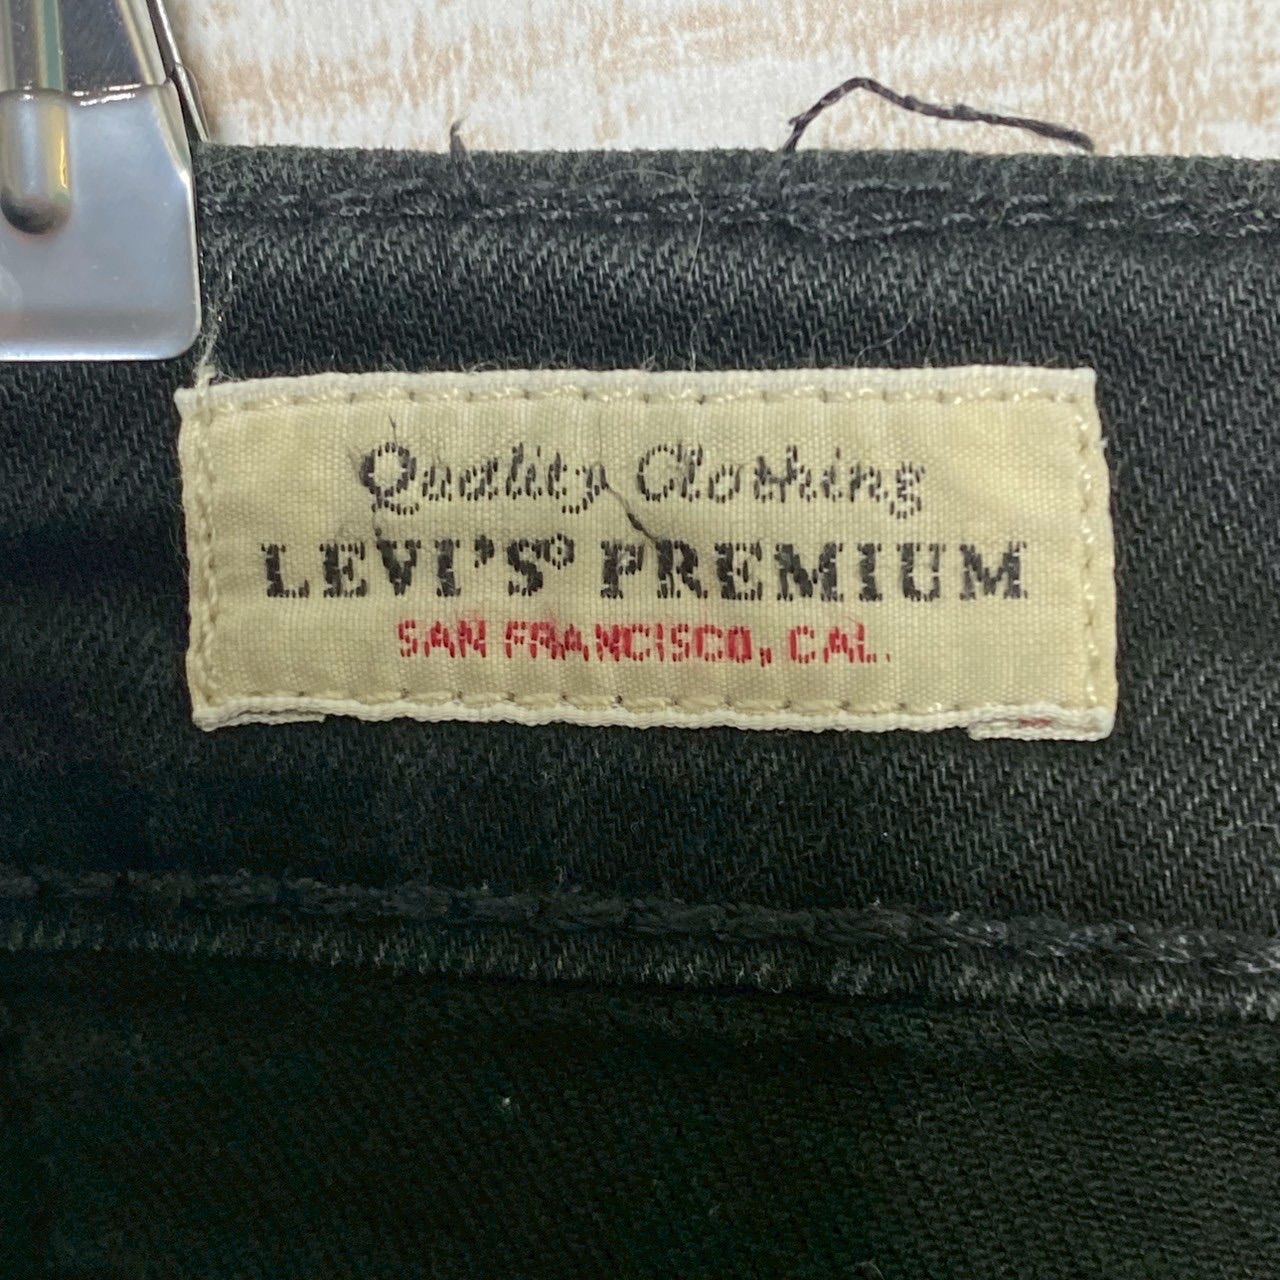 Quality Clothing
LEVI'S® PREMIUM
SAN FRANCISCO, CAL.